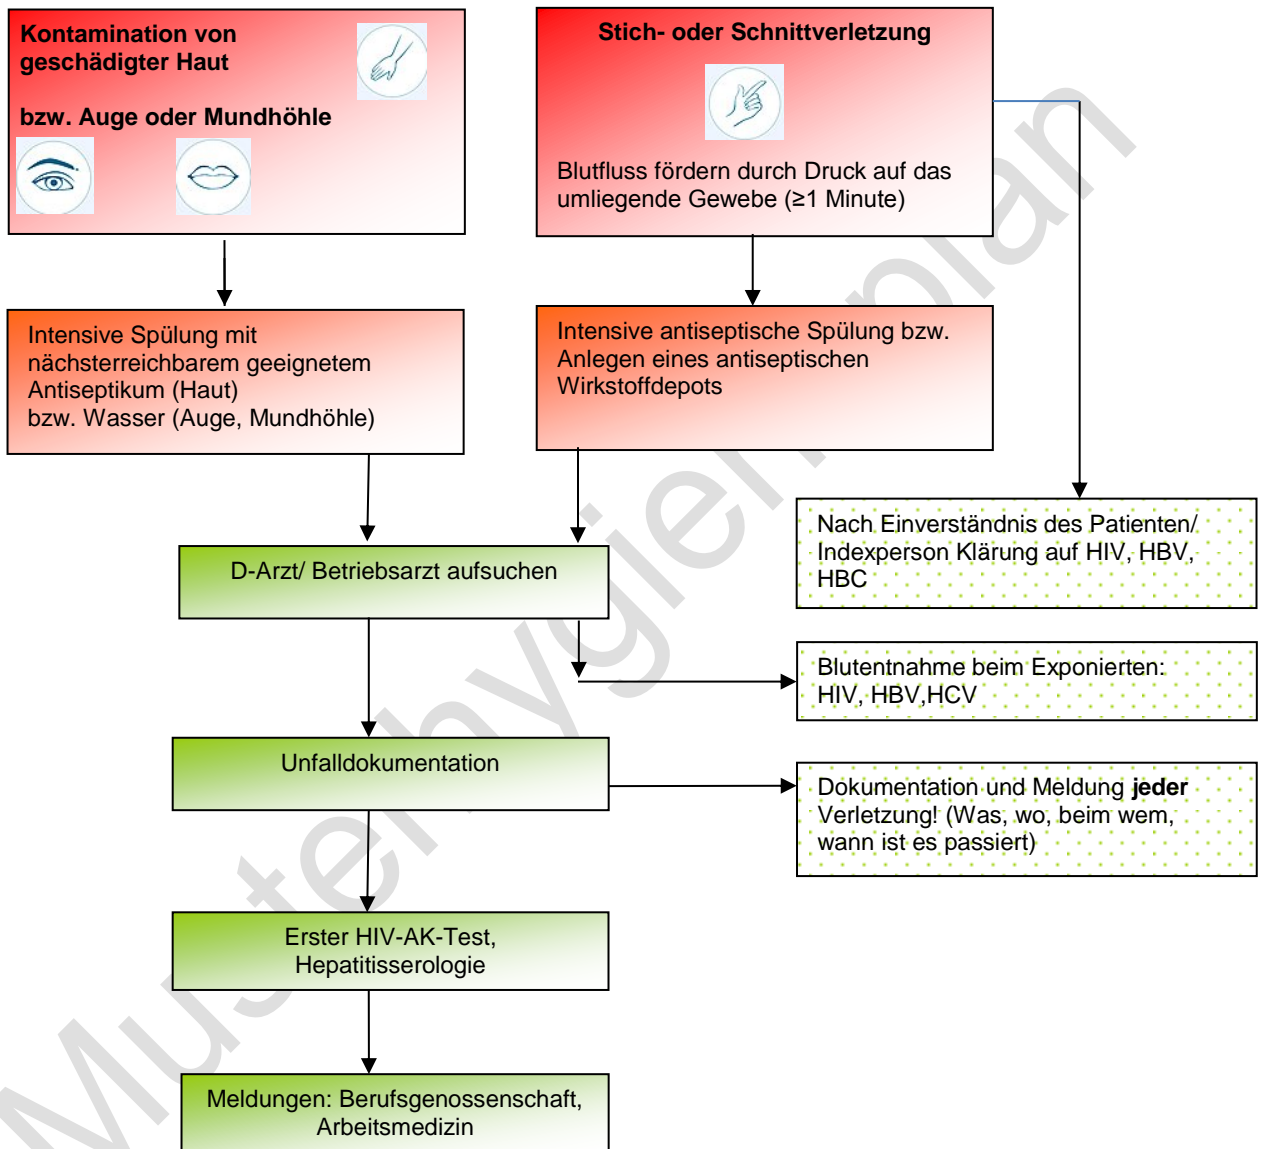 Kontamination von
geschädigter Haut
bzw. Auge oder Mundhöhle
Stich- oder Schnittverletzung
Blutfluss fördern durch Druck auf das
umliegende Gewebe (≥1 Minute)
Intensive Spülung mit
nächsterreichbarem geeignetem
Antiseptikum (Haut)
bzw. Wasser (Auge, Mundhöhle)
Intensive antiseptische Spülung bzw.
Anlegen eines antiseptischen
Wirkstoffdepots
Nach Einverständnis des Patienten/
Indexperson Klärung auf HIV, HBV,
HBC
D-Arzt/ Betriebsarzt aufsuchen
Blutentnahme beim Exponierten:
HIV, HBV,HCV
Unfalldokumentation
Dokumentation und Meldung jeder
Verletzung! (Was, wo, beim wem,
wann ist es passiert)
Erster HIV-AK-Test,
Hepatitisserologie
Meldungen: Berufsgenossenschaft,
Arbeitsmedizin
Musterhygieneplan